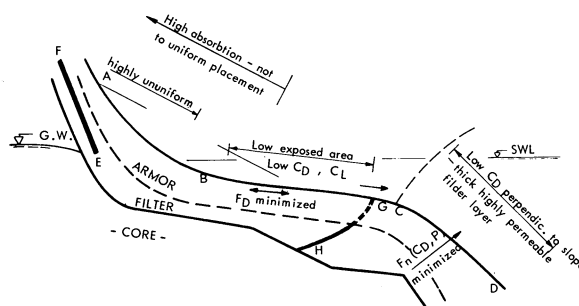 High absorbtion - not
to uniform placement
F
highly ununiform
A
G.W.
Low exposed area
Low CD , CL
SWL
Low CD perpendic. to slope
- thick highly permeable
filder layer
E
ARMOR
B
FD minimized
G C
FILTER
- CORE -
H
Fn(CD,P)
minimized
D